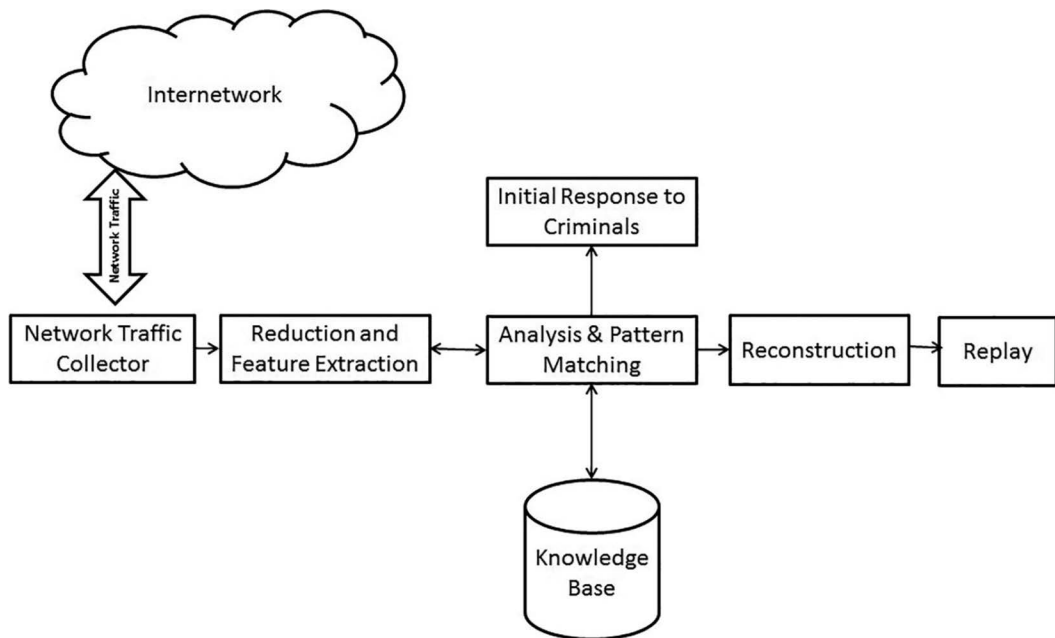 Internetwork
Network Traffic
Initial Response to
Criminals
Network Traffic
Collector
Reduction and
Feature Extraction
Analysis & Pattern
Matching
Reconstruction
Replay
Knowledge
Base